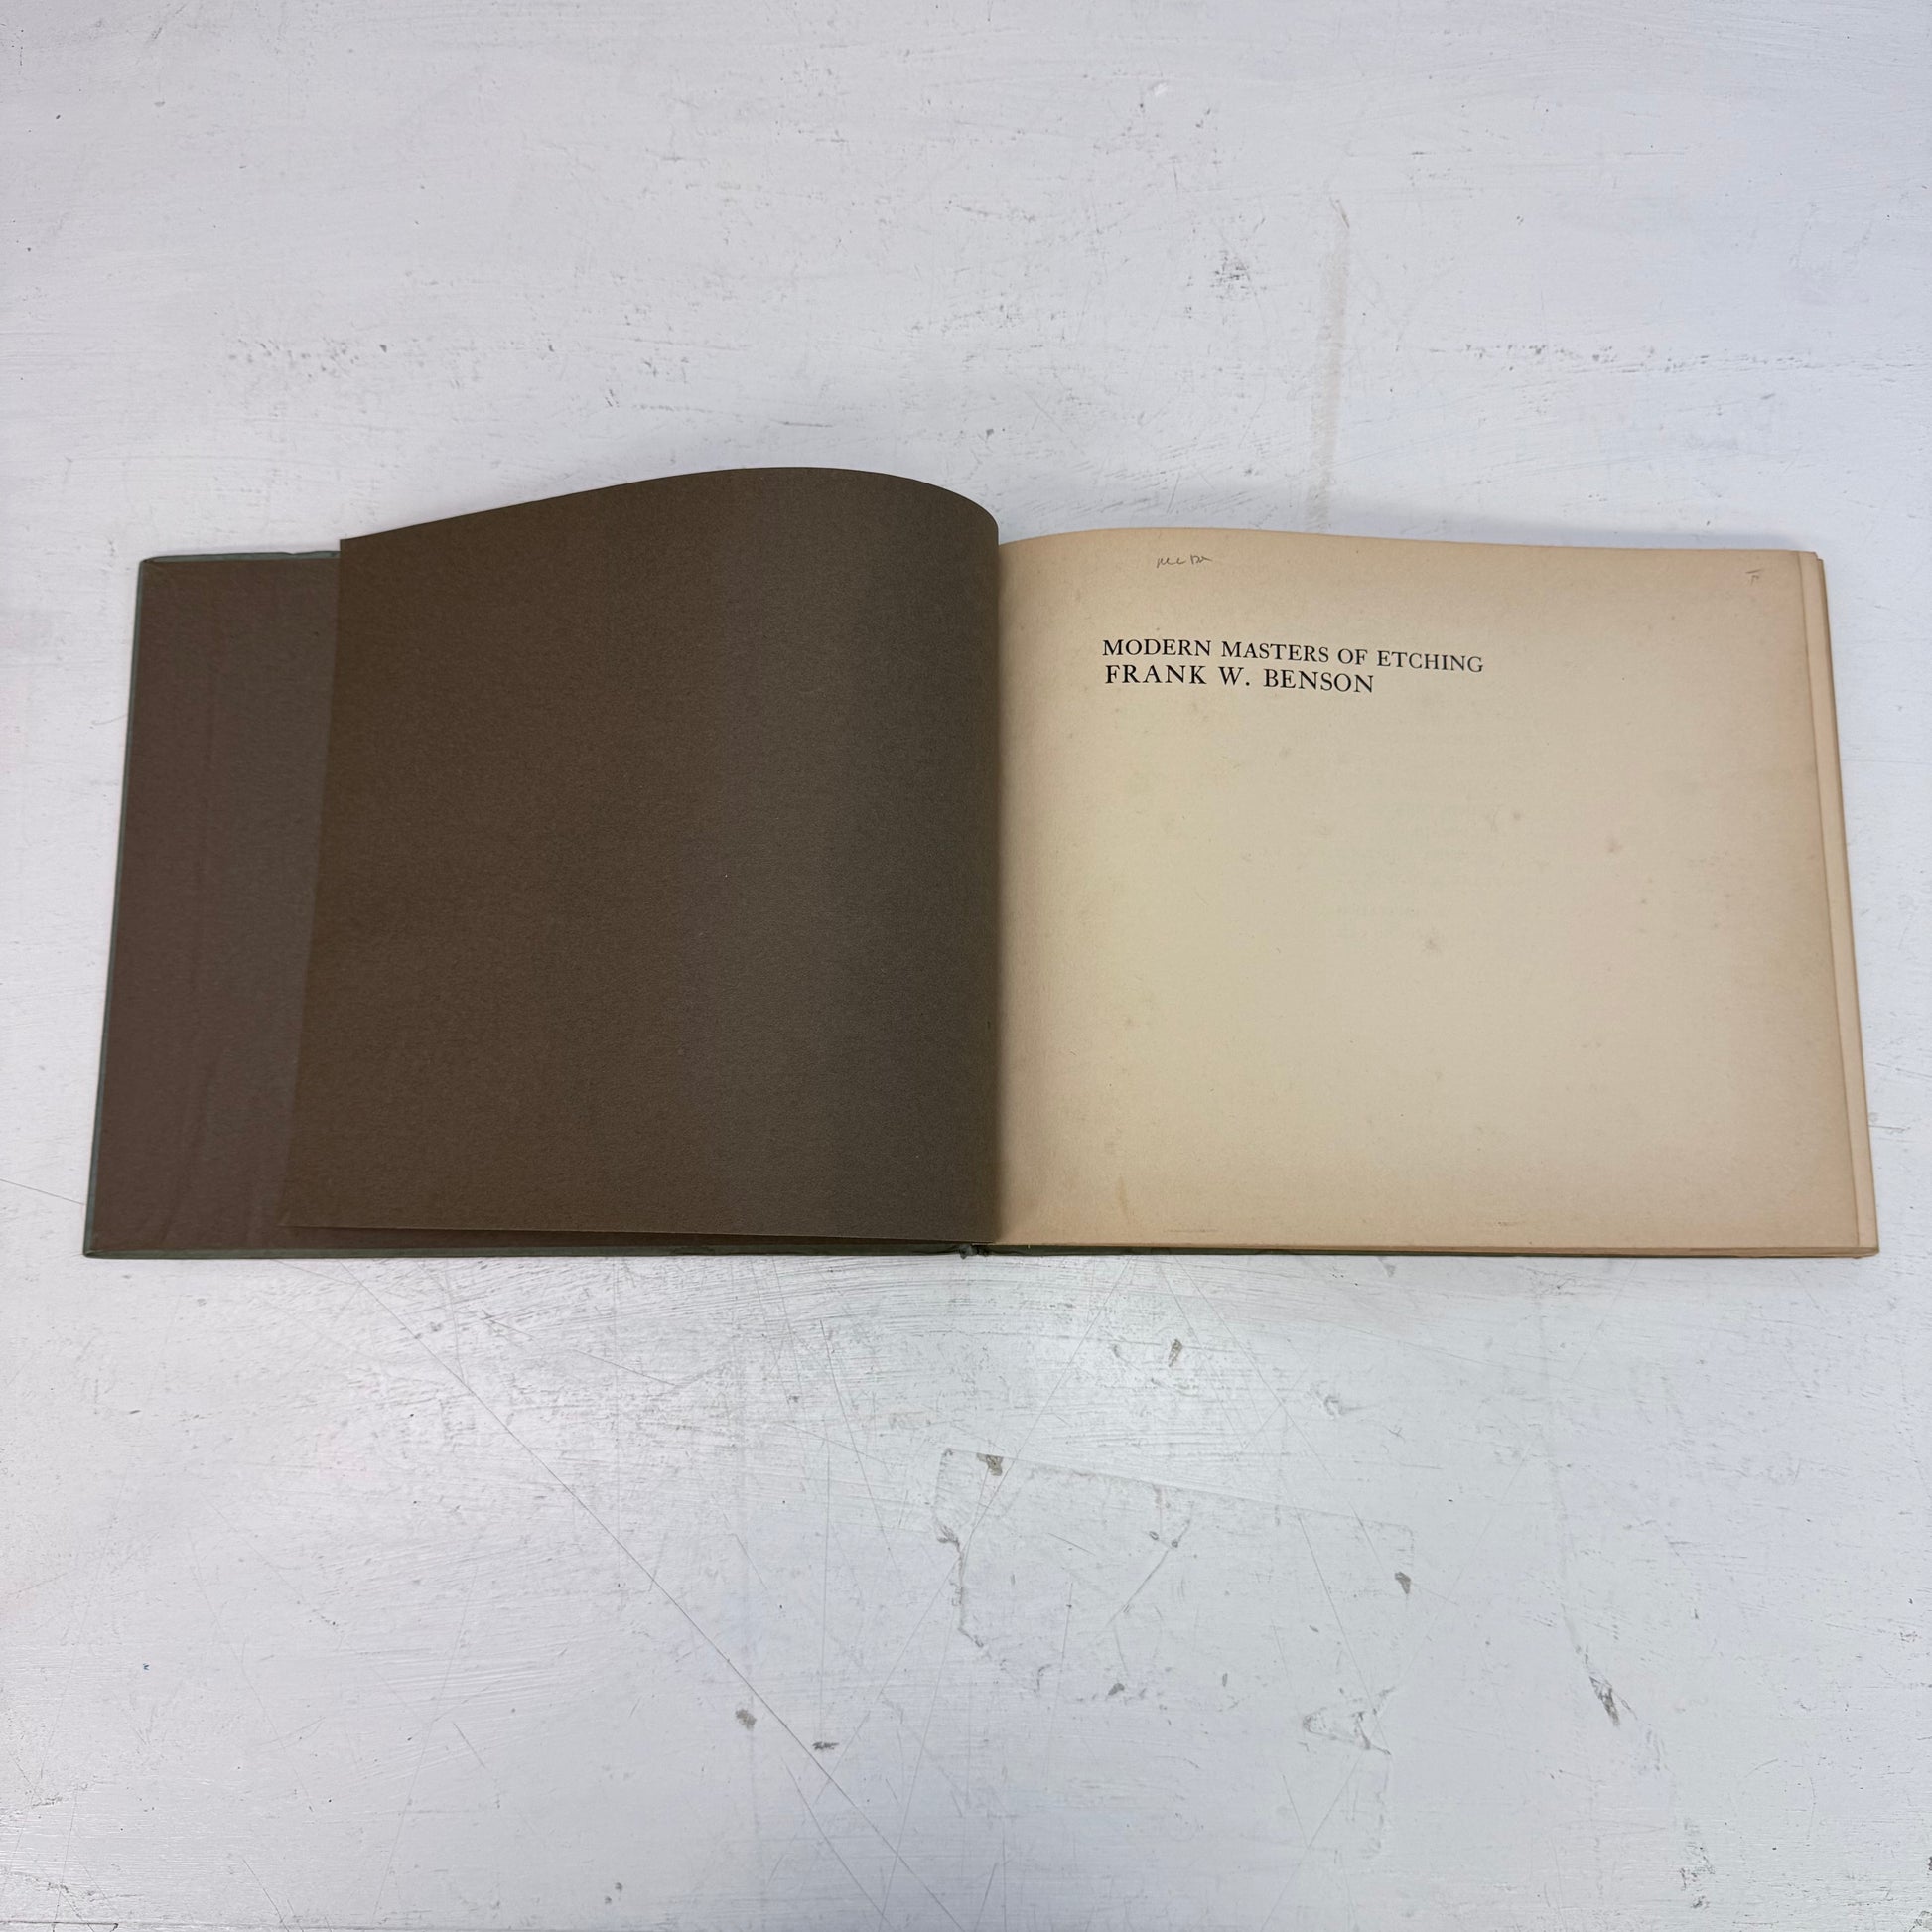 MODERN MASTERS OF ETCHING
FRANK W. BENSON